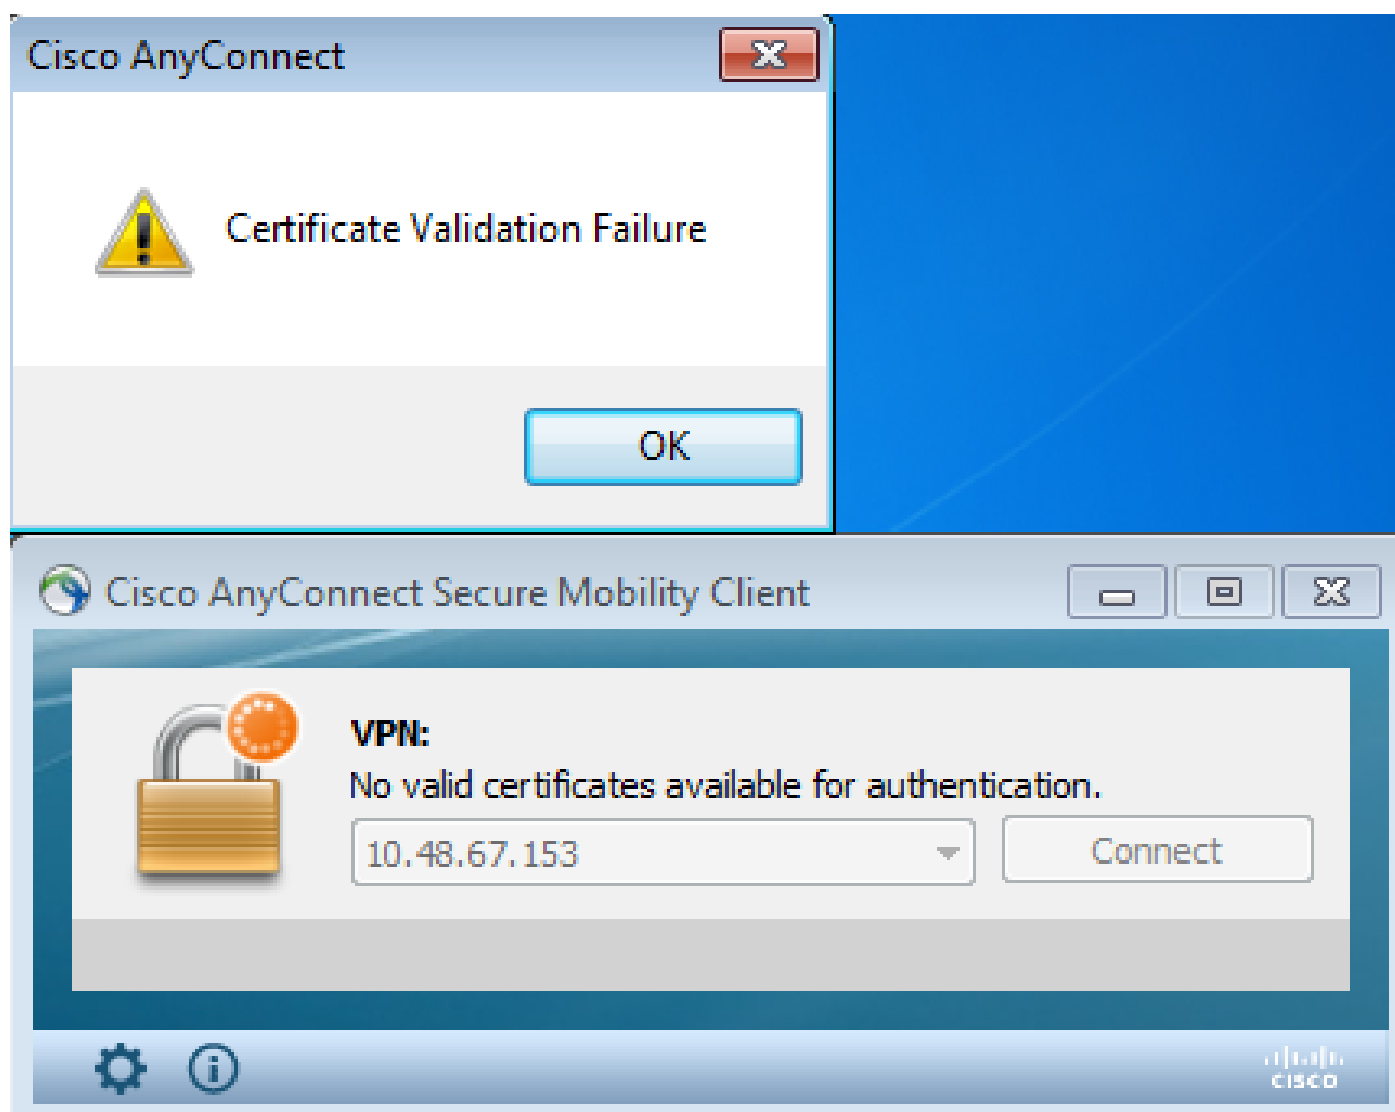 Cisco AnyConnect
Certificate Validation Failure
OK
Cisco AnyConnect Secure Mobility Client
VPN:
No valid certificates available for authentication.
10.48.67.153
Connect
CISCO